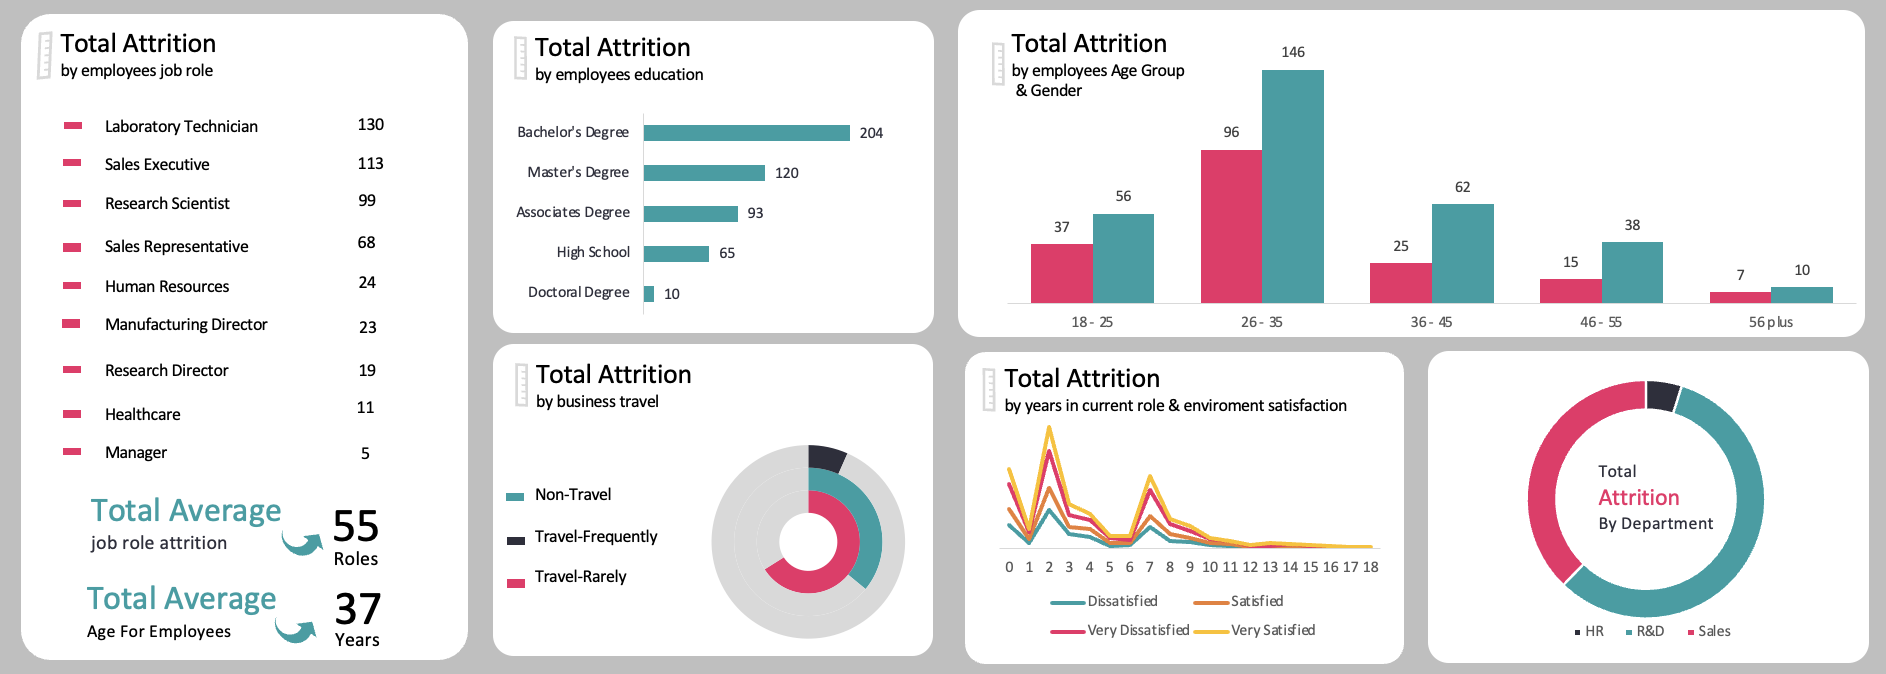 Total Attrition
by employees job role
Laboratory Technician 130
Sales Executive 113
Research Scientist 99
Sales Representative 68
Human Resources 24
Manufacturing Director 23
Research Director 19
Healthcare 11
Manager 5
Total Average
job role attrition
55
Roles
Total Average
Age For Employees
37
Years
Total Attrition
by employees education
Bachelor's Degree 204
Master's Degree 120
Associates Degree 93
High School 65
Doctoral Degree 10
Total Attrition
by employees Age Group
& Gender
37 56 96 146 25 62 15 38 7 10
18 - 25 26 - 35 36 - 45 46 - 55 56 plus
Total Attrition
by business travel
Non-Travel
Travel-Frequently
Travel-Rarely
Total Attrition
by years in current role & enviroment satisfaction
0 1 2 3 4 5 6 7 8 9 10 11 12 13 14 15 16 17 18
Dissatisfied Satisfied
Very Dissatisfied Very Satisfied
Total
Attrition
By Department
HR R&D Sales